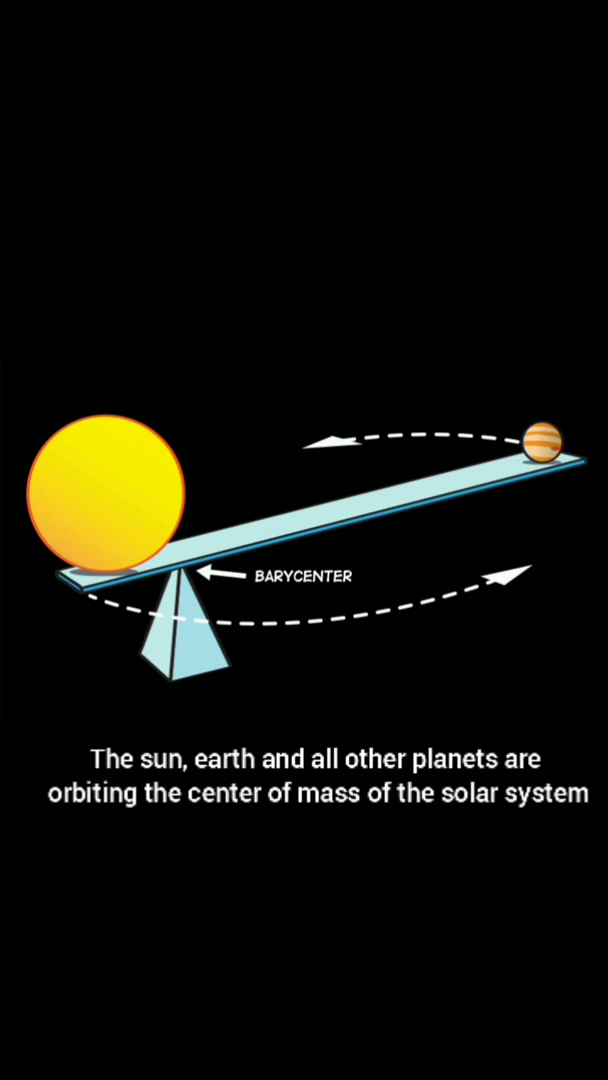 BARYCENTER
The sun, earth and all other planets are
orbiting the center of mass of the solar system